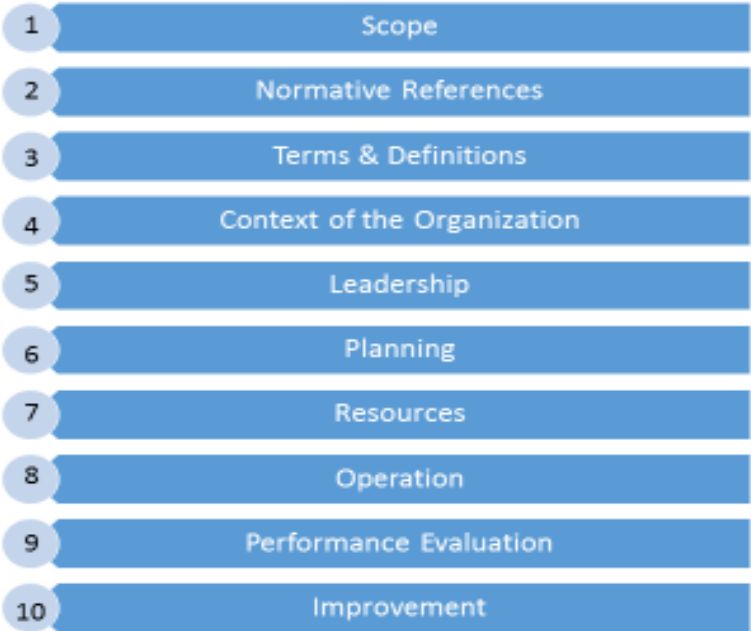 1 Scope
2 Normative References
3 Terms & Definitions
4 Context of the Organization
5 Leadership
6 Planning
7 Resources
8 Operation
9 Performance Evaluation
10 Improvement